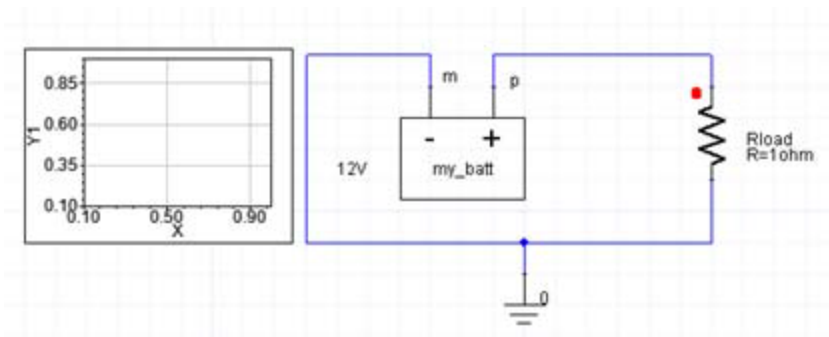 0.85
0.60
0.35
0.10
Y1
0.10 0.50 0.90
X
m p
- +
12V
my_batt
Rload
R=1ohm
0